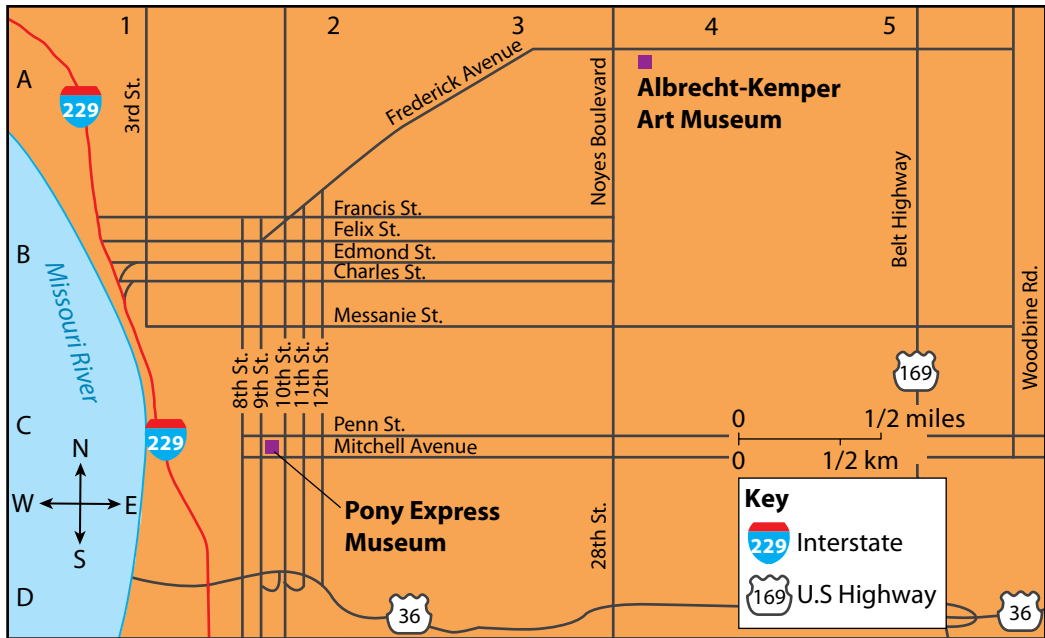 1
2
3
4
5
A
B
C
D
229
3rd St.
Frederick Avenue
Noyes Boulevard
Albrecht-Kemper
Art Museum
Belt Highway
Woodbine Rd.
Francis St.
Felix St.
Edmond St.
Charles St.
Messanie St.
Missouri River
8th St.
9th St.
10th St.
11th St.
12th St.
169
Penn St.
Mitchell Avenue
229
0
1/2 miles
0
1/2 km
N
W
E
S
Pony Express
Museum
28th St.
Key
229 Interstate
169 U.S Highway
36
36